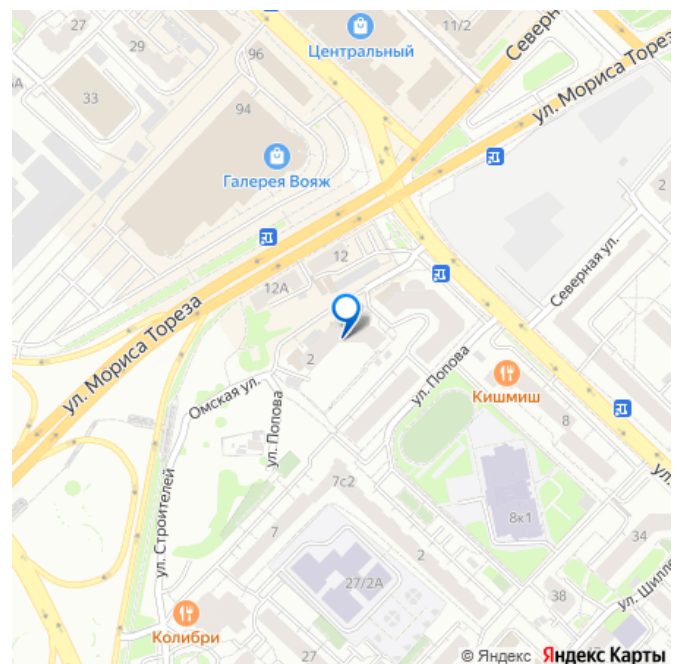 27
29
96
11/2
Центральный
Северн
33
94
ул. Мориса Торез
Галерея Вояж
2
Северная ул.
12
12А
ул. Мориса Тореза
2
Омская ул.
ул. Попова
ул. Попова
Кишмиш
8
ул.
7с2
8к1
ул. Строителей
7
2
34
27/2А
38
ул. Шилле
Колибри
27
© Яндекс Яндекс Карты